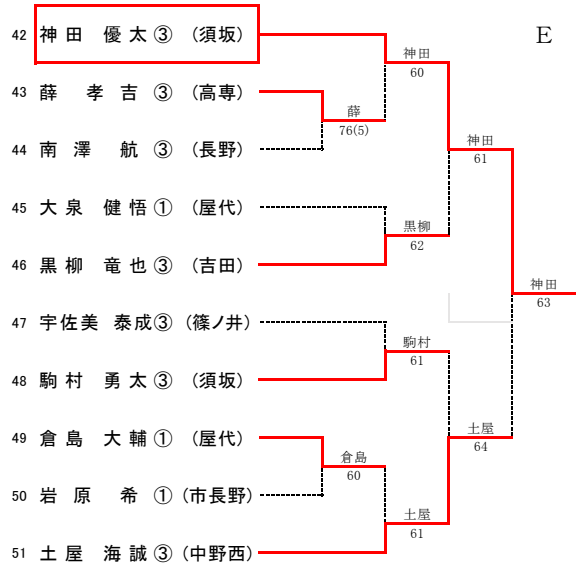 E
42 神田 優太③ (須坂)
43 薛 孝吉③ (高専)
44 南澤 航③ (長野)
45 大泉 健悟① (屋代)
46 黒柳 竜也③ (吉田)
47 宇佐美 泰成③ (篠ノ井)
48 駒村 勇太③ (須坂)
49 倉島 大輔① (屋代)
50 岩原 希① (市長野)
51 土屋 海誠③ (中野西)
薛
76(5)
倉島
60
神田
60
黒柳
62
駒村
61
土屋
61
神田
61
土屋
64
神田
63